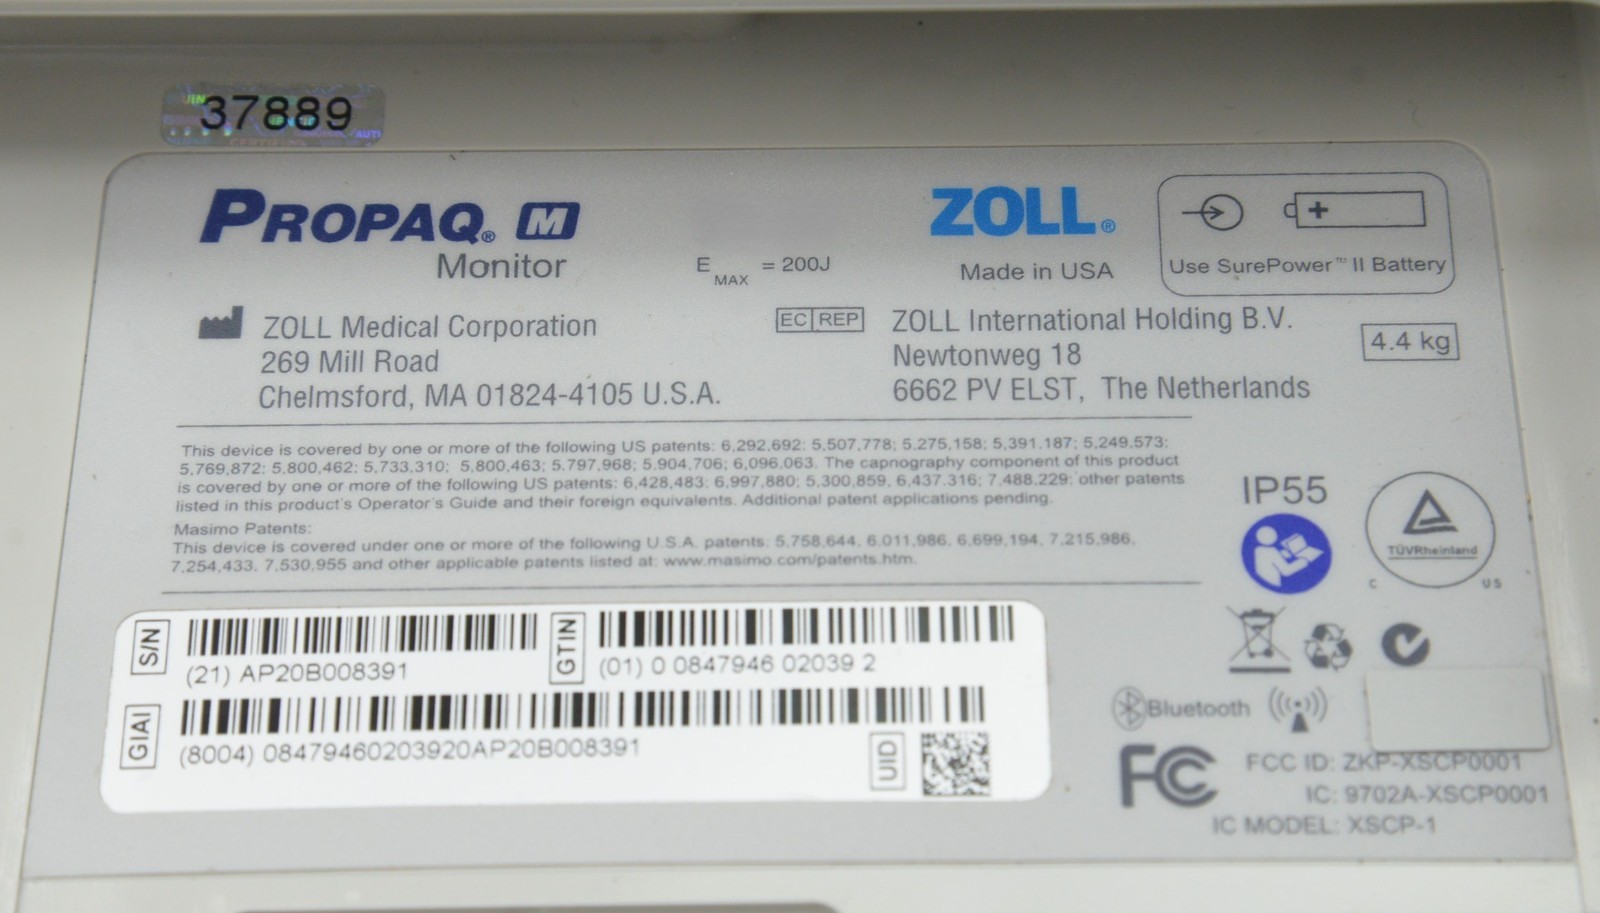 37889
PROPAQ® M
Monitor
E MAX = 200J
ZOLL®
Made in USA
Use SurePower™ II Battery
ZOLL Medical Corporation
269 Mill Road
Chelmsford, MA 01824-4105 U.S.A.
EC REP
ZOLL International Holding B.V.
Newtonweg 18
6662 PV ELST, The Netherlands
4.4 kg
This device is covered by one or more of the following US patents: 6,292,692; 5,507,778; 5,275,158; 5,391,187; 5,249,573;
5,769,872; 5,800,462; 5,733,310; 5,800,463; 5,797,968; 5,904,706; 6,096,063. The capnography component of this product
is covered by one or more of the following US patents: 6,428,483; 6,997,880; 5,300,859, 6,437,316; 7,488,229; other patents
listed in this product's Operator's Guide and their foreign equivalents. Additional patent applications pending.
Masimo Patents:
This device is covered under one or more of the following U.S.A. patents: 5,758,644, 6,011,986, 6,699,194, 7,215,986,
7,254,433, 7,530,955 and other applicable patents listed at: www.masimo.com/patents.htm.
IP55
TÜVRheinland
C US
S/N
(21) AP20B008391
GTIN
(01) 0 0847946 02039 2
GIAI
(8004) 08479460203920AP20B008391
UID
Bluetooth
FC
FCC ID: ZKP-XSCP0001
IC: 9702A-XSCP0001
IC MODEL: XSCP-1